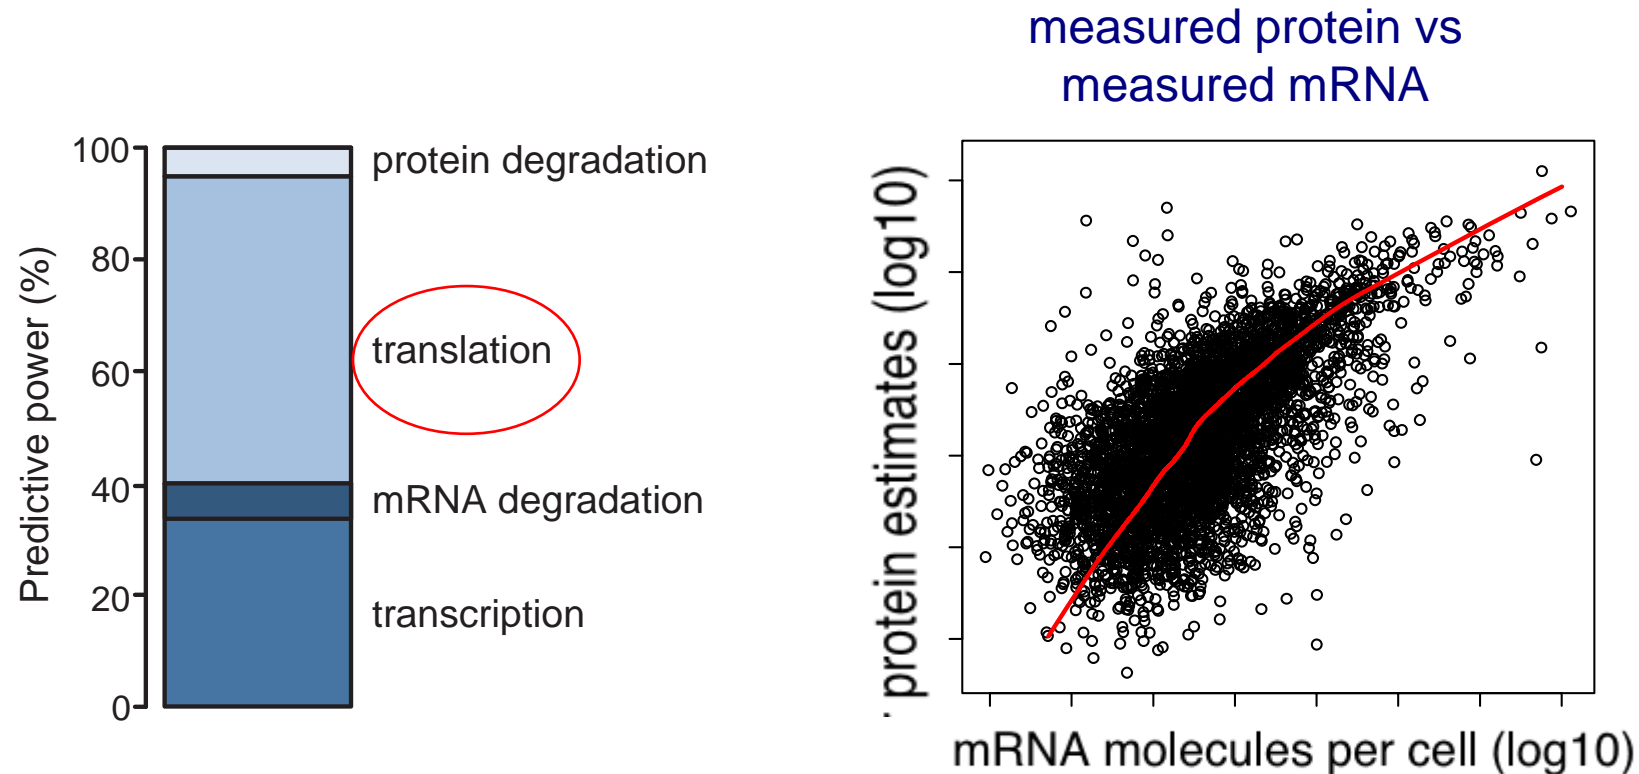 measured protein vs
measured mRNA
100
80
60
40
20
0
Predictive power (%)
protein degradation
translation
mRNA degradation
transcription
protein estimates (log10)
mRNA molecules per cell (log10)